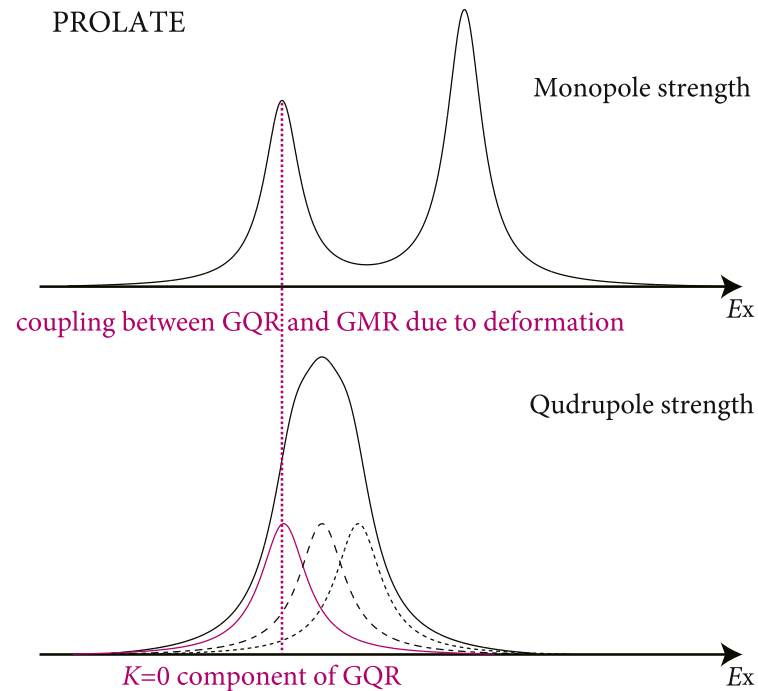 PROLATE
Monopole strength
Ex
coupling between GQR and GMR due to deformation
Qudrupole strength
K=0 component of GQR
Ex